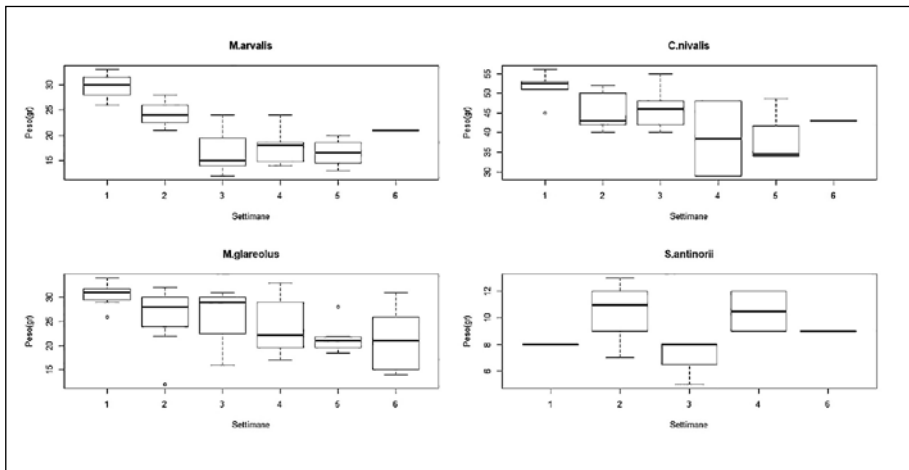 M.arvalis
Peso(gr)
30
25
20
15
1 2 3 4 5 6
Settimane
C.nivalis
Peso(gr)
55
50
45
40
35
30
1 2 3 4 5 6
Settimane
M.glareolus
Peso(gr)
30
25
20
15
1 2 3 4 5 6
Settimane
S.antinorii
Peso(gr)
12
10
8
6
1 2 3 4 6
Settimane